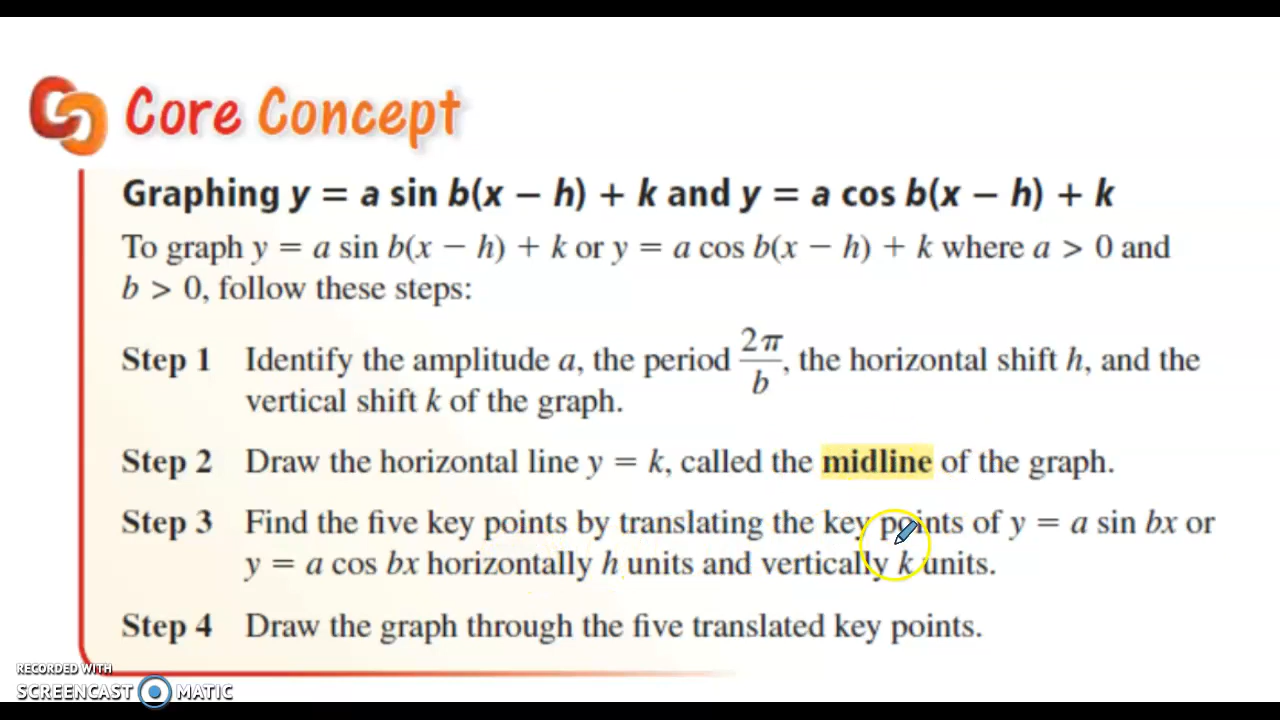 Core Concept
Graphing y = a sin b(x − h) + k and y = a cos b(x − h) + k
To graph y = a sin b(x − h) + k or y = a cos b(x − h) + k where a > 0 and
b > 0, follow these steps:
Step 1 Identify the amplitude a, the period 2π/b, the horizontal shift h, and the
vertical shift k of the graph.
Step 2 Draw the horizontal line y = k, called the midline of the graph.
Step 3 Find the five key points by translating the key points of y = a sin bx or
y = a cos bx horizontally h units and vertically k units.
Step 4 Draw the graph through the five translated key points.
RECORDED WITH
SCREENCAST MATIC